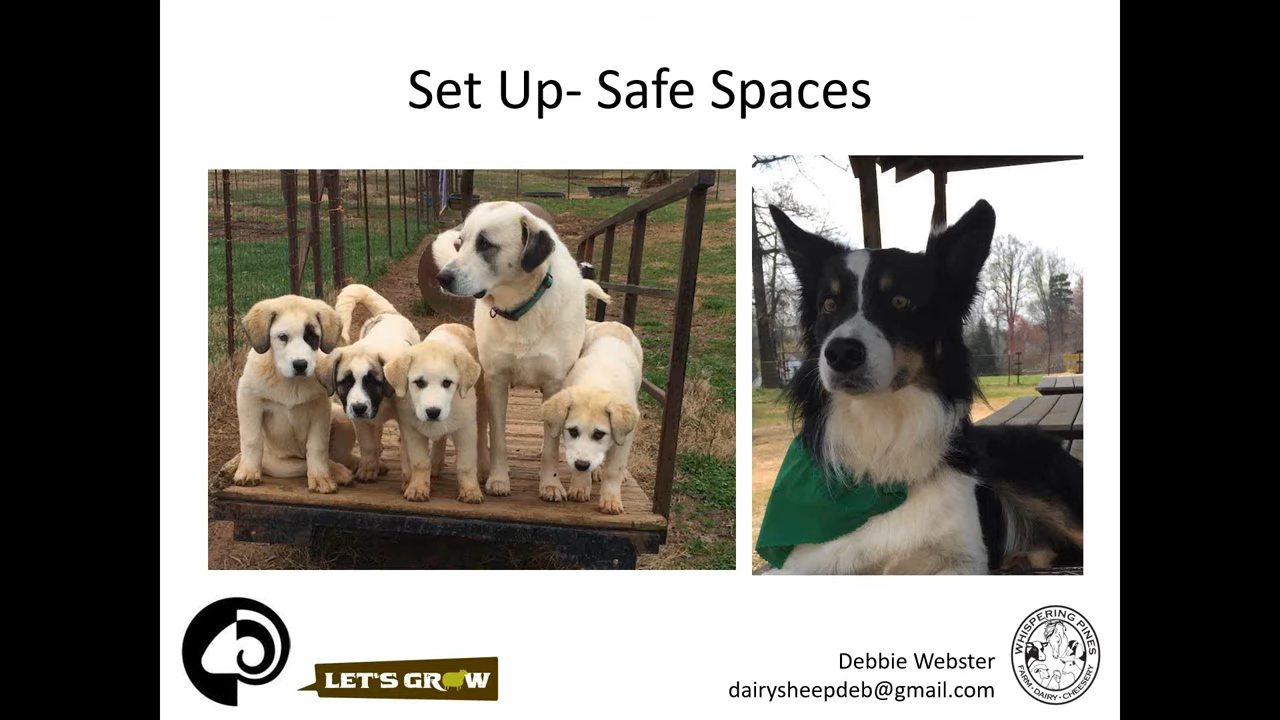 Set Up- Safe Spaces
LET'S GROW
Debbie Webster
dairysheepdeb@gmail.com
WHISPERING PINES
FARM · DAIRY · CHEESERY